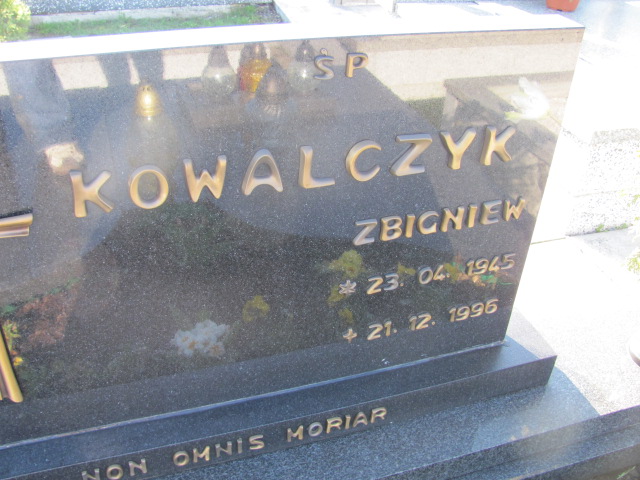 ŚP
KOWALCZYK
ZBIGNIEW
* 23. 04. 1945
+ 21. 12. 1996
NON OMNIS MORIAR